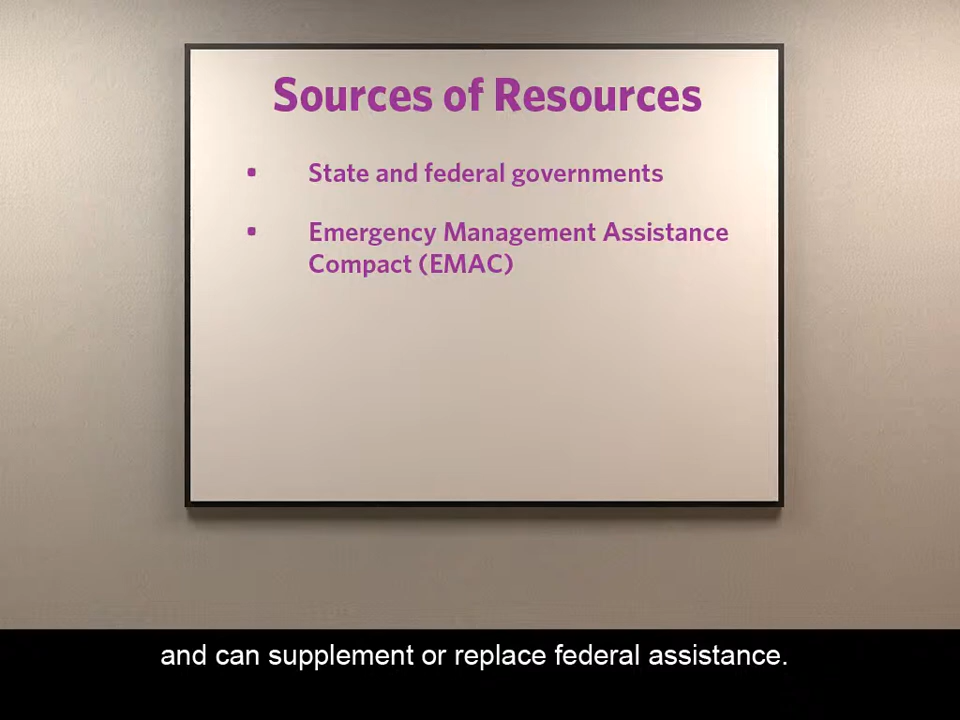 Sources of Resources
• State and federal governments
• Emergency Management Assistance
Compact (EMAC)
and can supplement or replace federal assistance.